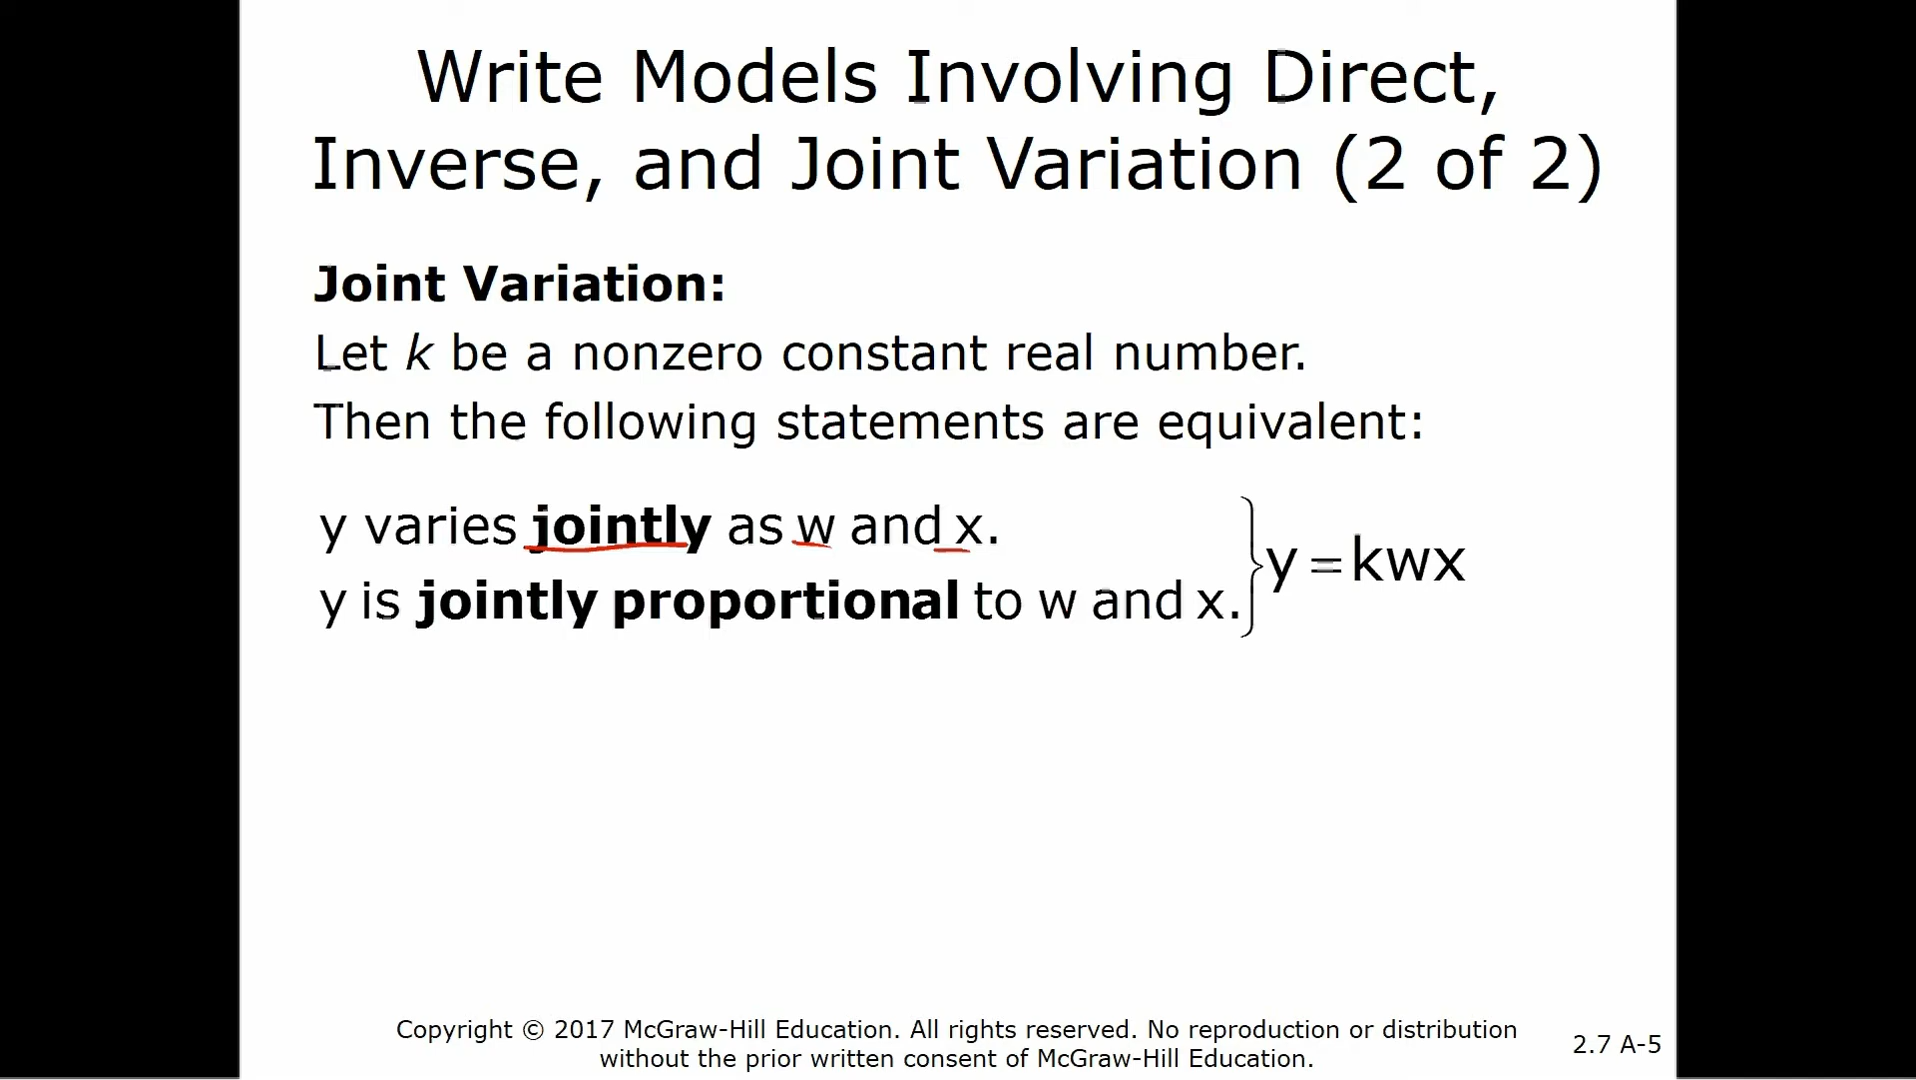 Write Models Involving Direct,
Inverse, and Joint Variation (2 of 2)
Joint Variation:
Let k be a nonzero constant real number.
Then the following statements are equivalent:
y varies jointly as w and x.
y is jointly proportional to w and x.
y = kwx
Copyright © 2017 McGraw-Hill Education. All rights reserved. No reproduction or distribution
without the prior written consent of McGraw-Hill Education.
2.7 A-5